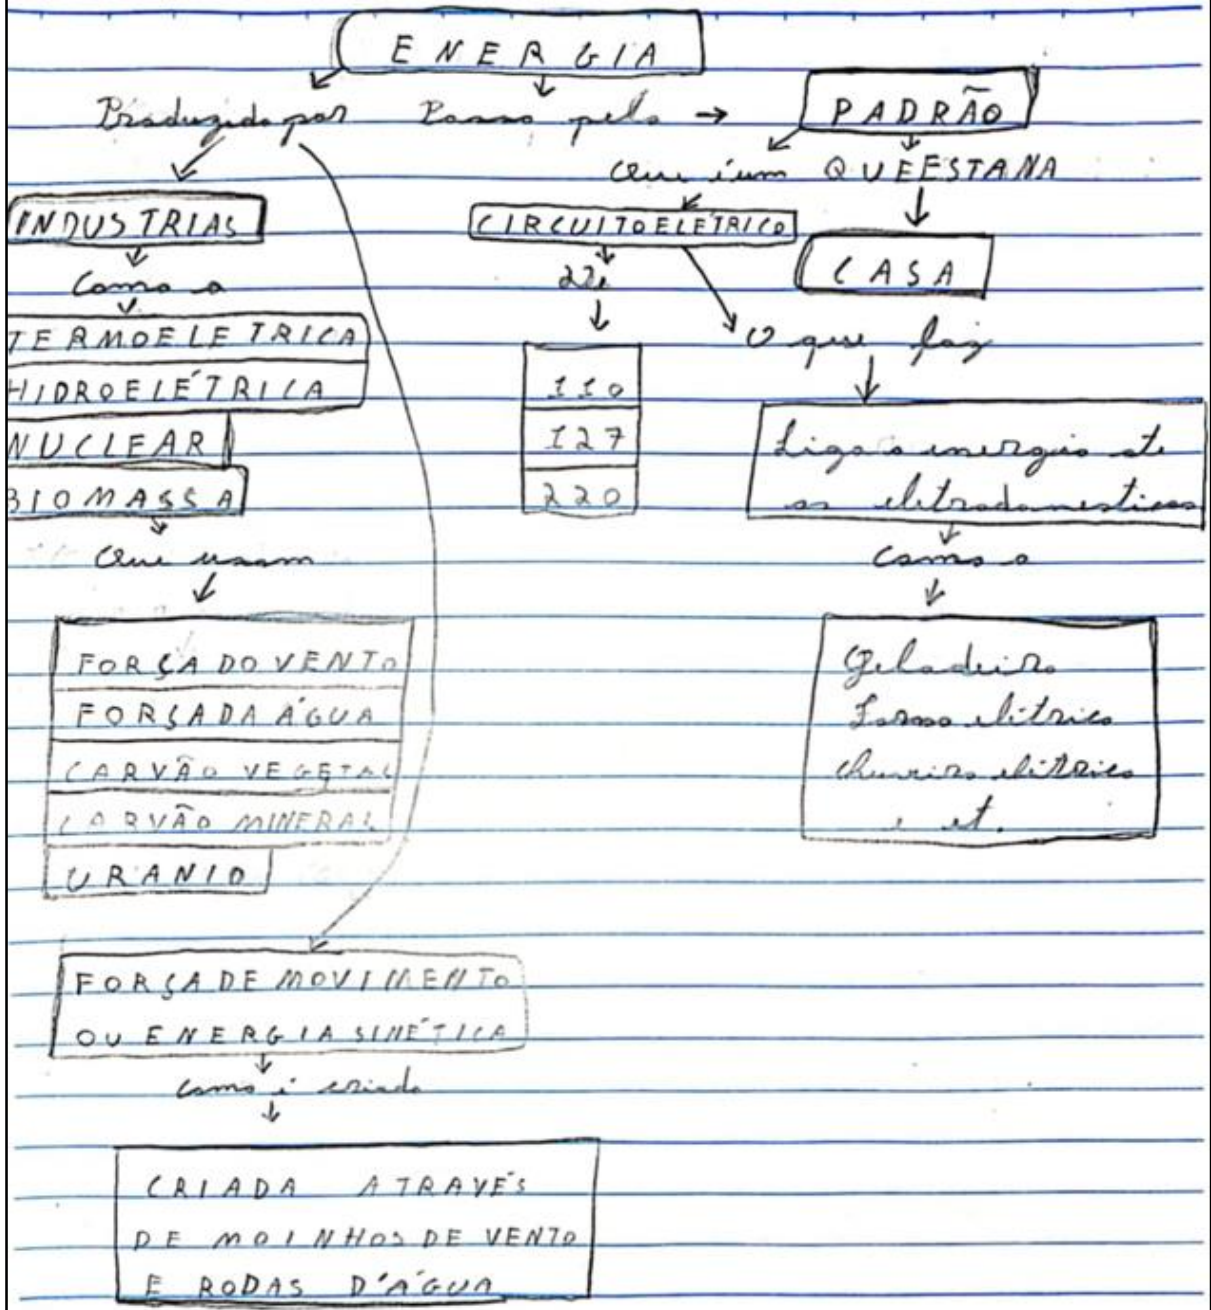 ENERGIA
Produzida por Passa pelo → PADRÃO
Que é um QUE ESTA NA
INDUSTRIAS
CIRCUITO ELÉTRICO
CASA
Como a
TERMOELETRICA
HIDROELÉTRICA
NUCLEAR
BIOMASSA
Que usam
FORÇA DO VENTO
FORÇA DA ÁGUA
CARVÃO VEGETAL
CARVÃO MINERAL
URANIO
110
127
220
O que faz
Liga a energia ate
os eletrodomesticos
Como a
Geladeira
Forno elétrico
chuveiro elétrico
e et.
FORÇA DE MOVIMENTO
OU ENERGIA SINÉTICA
Como é criada
CRIADA ATRAVÉS
DE MOINHOS DE VENTO
E RODAS D'ÁGUA